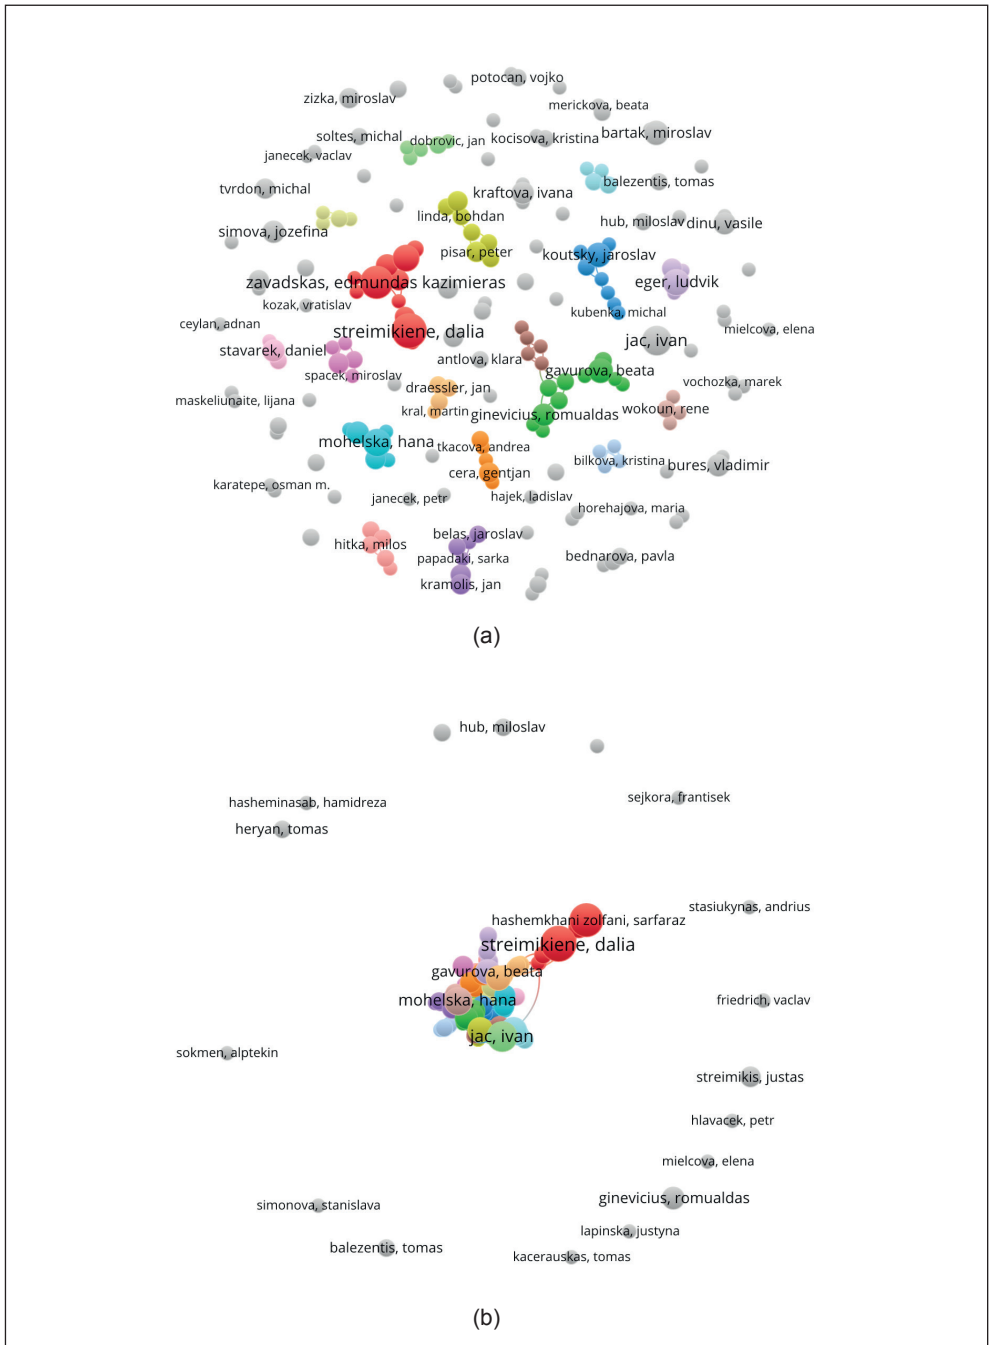 potocan, vojko
zizka, miroslav
merickova, beata
soltes, michal
dobrovic, jan
kocisova, kristina
bartak, miroslav
janecek, vaclav
tvrdon, michal
kraftova, ivana
balezentis, tomas
linda, bohdan
hub, miloslav
dinu, vasile
simova, jozefina
pisar, peter
koutsky, jaroslav
zavadskas, edmundas kazimieras
eger, ludvik
kozak, vratislav
kubenka, michal
ceylan, adnan
streimikiene, dalia
mielcova, elena
jac, ivan
stavarek, daniel
antlova, klara
spacek, miroslav
gavurova, beata
vochozka, marek
draessler, jan
maskeliunaite, lijana
kral, martin
ginevicius, romualdas
wokoun, rene
mohelska, hana
tkacova, andrea
bilkova, kristina
bures, vladimir
cera, gentjan
karatepe, osman m.
janecek, petr
hajek, ladislav
horehajova, maria
belas, jaroslav
hitka, milos
papadaki, sarka
bednarova, pavla
kramolis, jan
(a)
hub, miloslav
sejkora, frantisek
hasheminasab, hamidreza
heryan, tomas
stasiukynas, andrius
hashemkhani zolfani, sarfaraz
streimikiene, dalia
gavurova, beata
mohelska, hana
friedrich, vaclav
jac, ivan
sokmen, alptekin
streimikis, justas
hlavacek, petr
mielcova, elena
ginevicius, romualdas
simonova, stanislava
lapinska, justyna
balezentis, tomas
kacerauskas, tomas
(b)